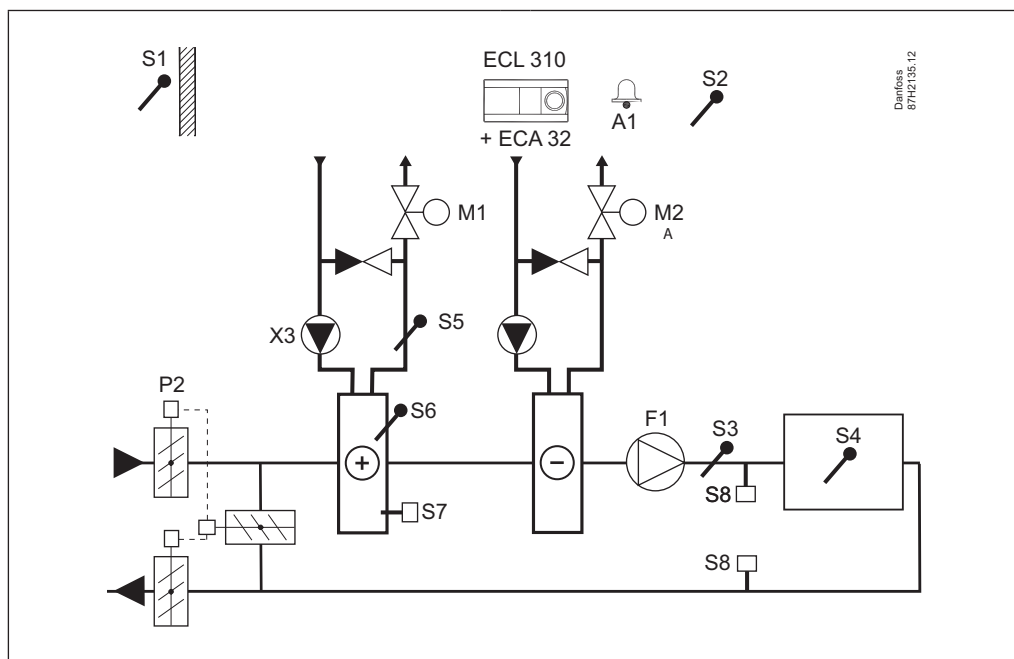 S1
ECL 310
+ ECA 32
A1
S2
Danfoss
87H2135.12
M1
M2
A
X3
S5
P2
S6
F1
S3
S4
S7
S8
S8